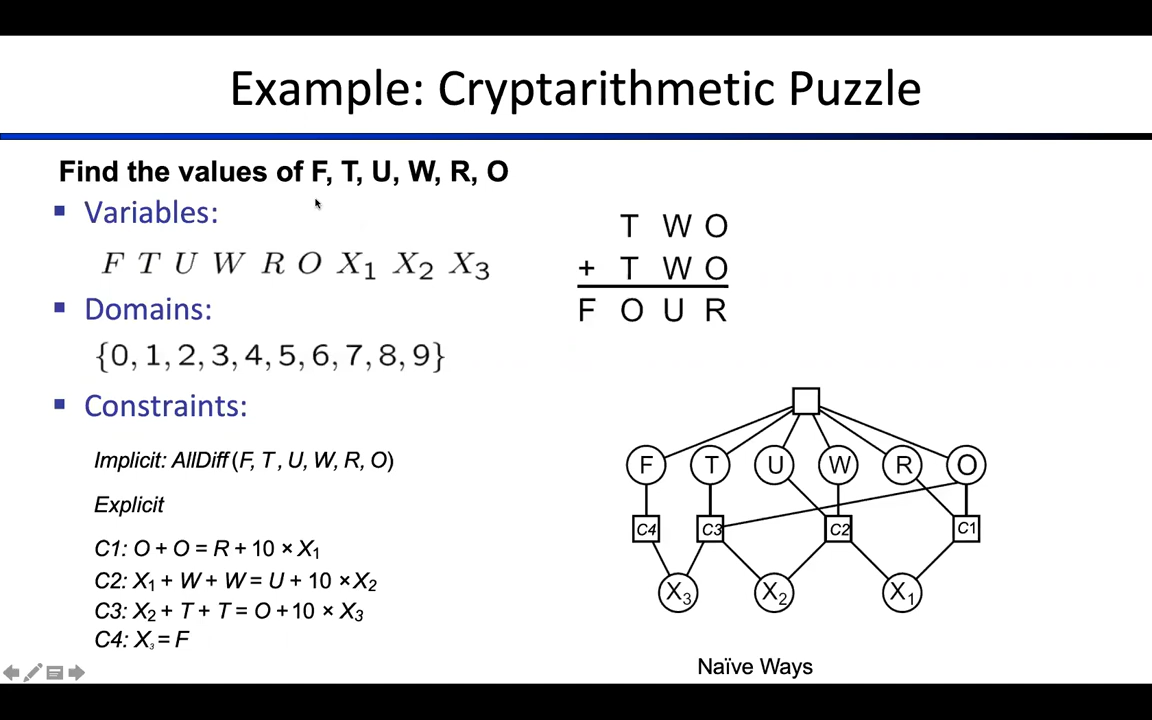 Example: Cryptarithmetic Puzzle
Find the values of F, T, U, W, R, O
▪ Variables:
F T U W R O X₁ X₂ X₃
▪ Domains:
{0, 1, 2, 3, 4, 5, 6, 7, 8, 9}
▪ Constraints:
Implicit: AllDiff (F, T, U, W, R, O)
Explicit
C1: O + O = R + 10 × X₁
C2: X₁ + W + W = U + 10 × X₂
C3: X₂ + T + T = O + 10 × X₃
C4: X₃ = F
T W O
+ T W O
F O U R
F T U W R O
C4 C3 C2 C1
X₃ X₂ X₁
Naïve Ways